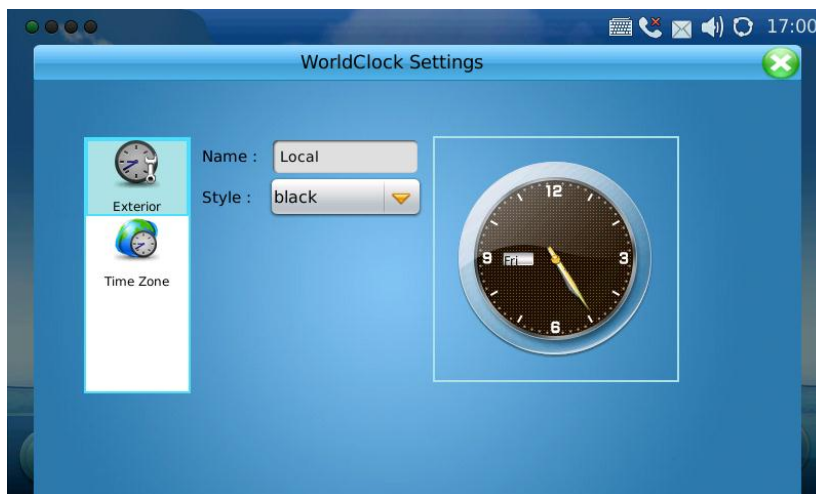 17:00
WorldClock Settings
Exterior
Time Zone
Name : Local
Style : black
12
9 Fri 3
6